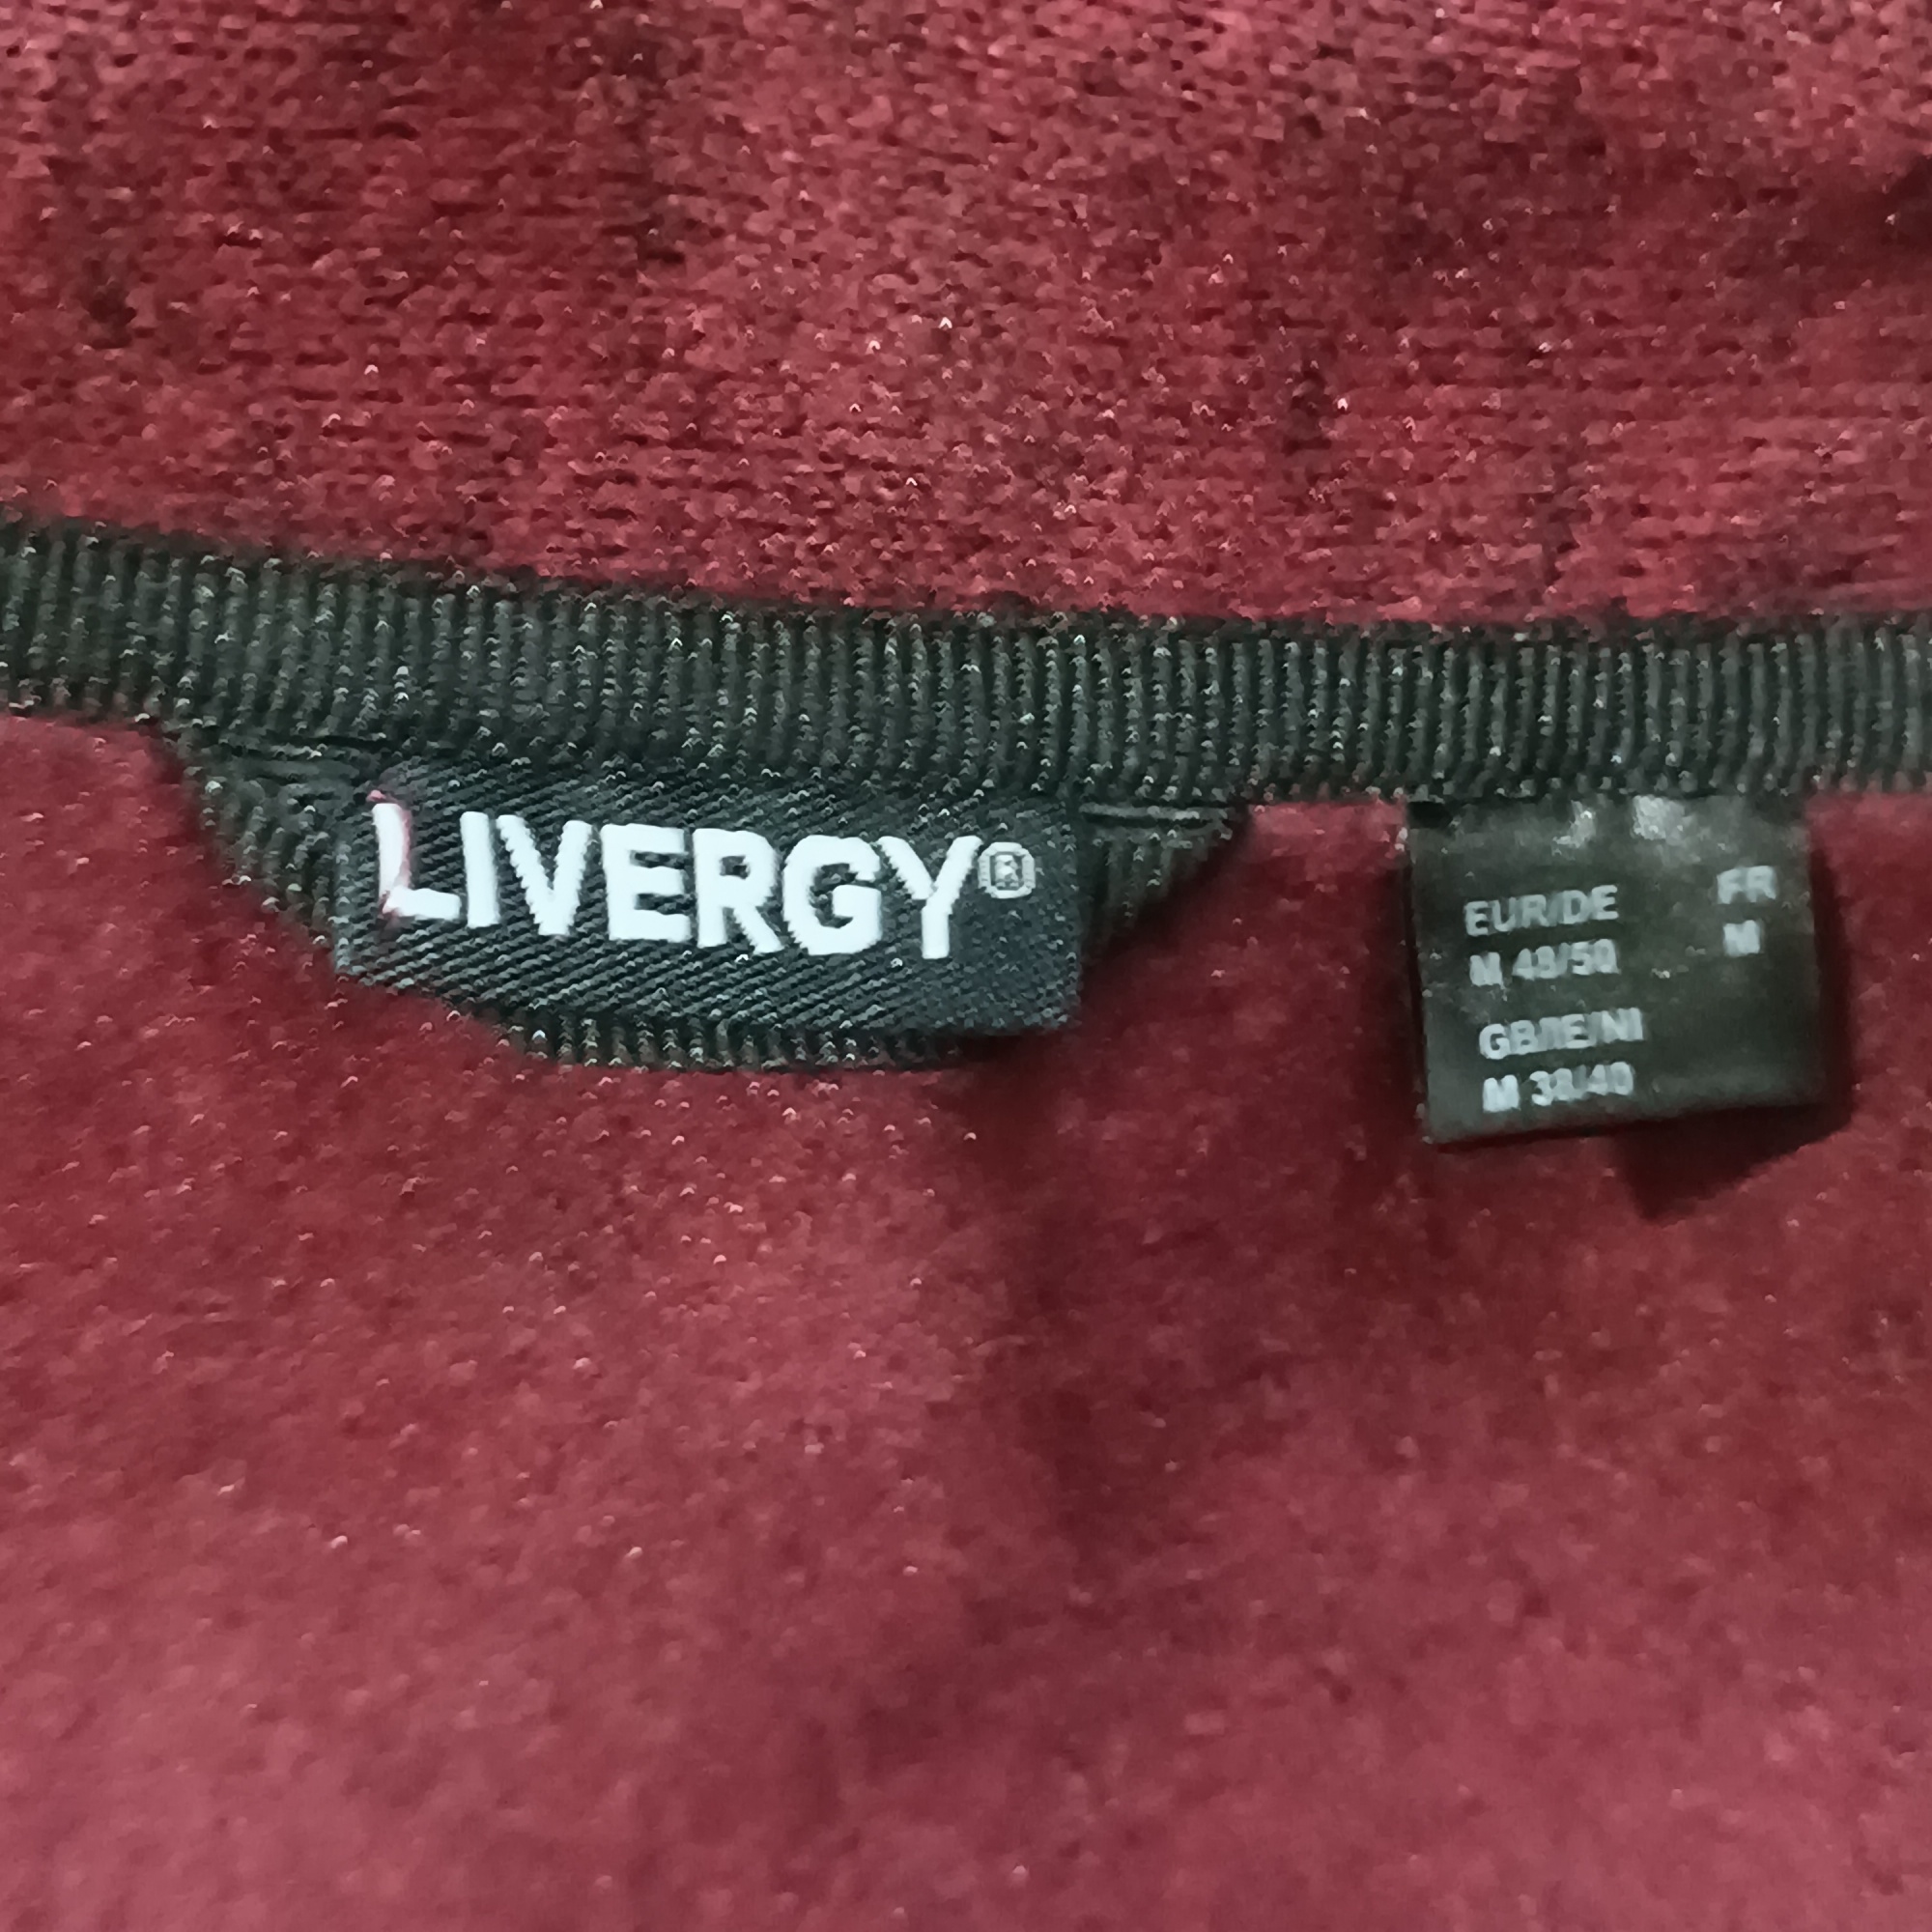 LIVERGY®
EUR/DE FR
M 48/50 M
GB/IE/NI
M 38/40